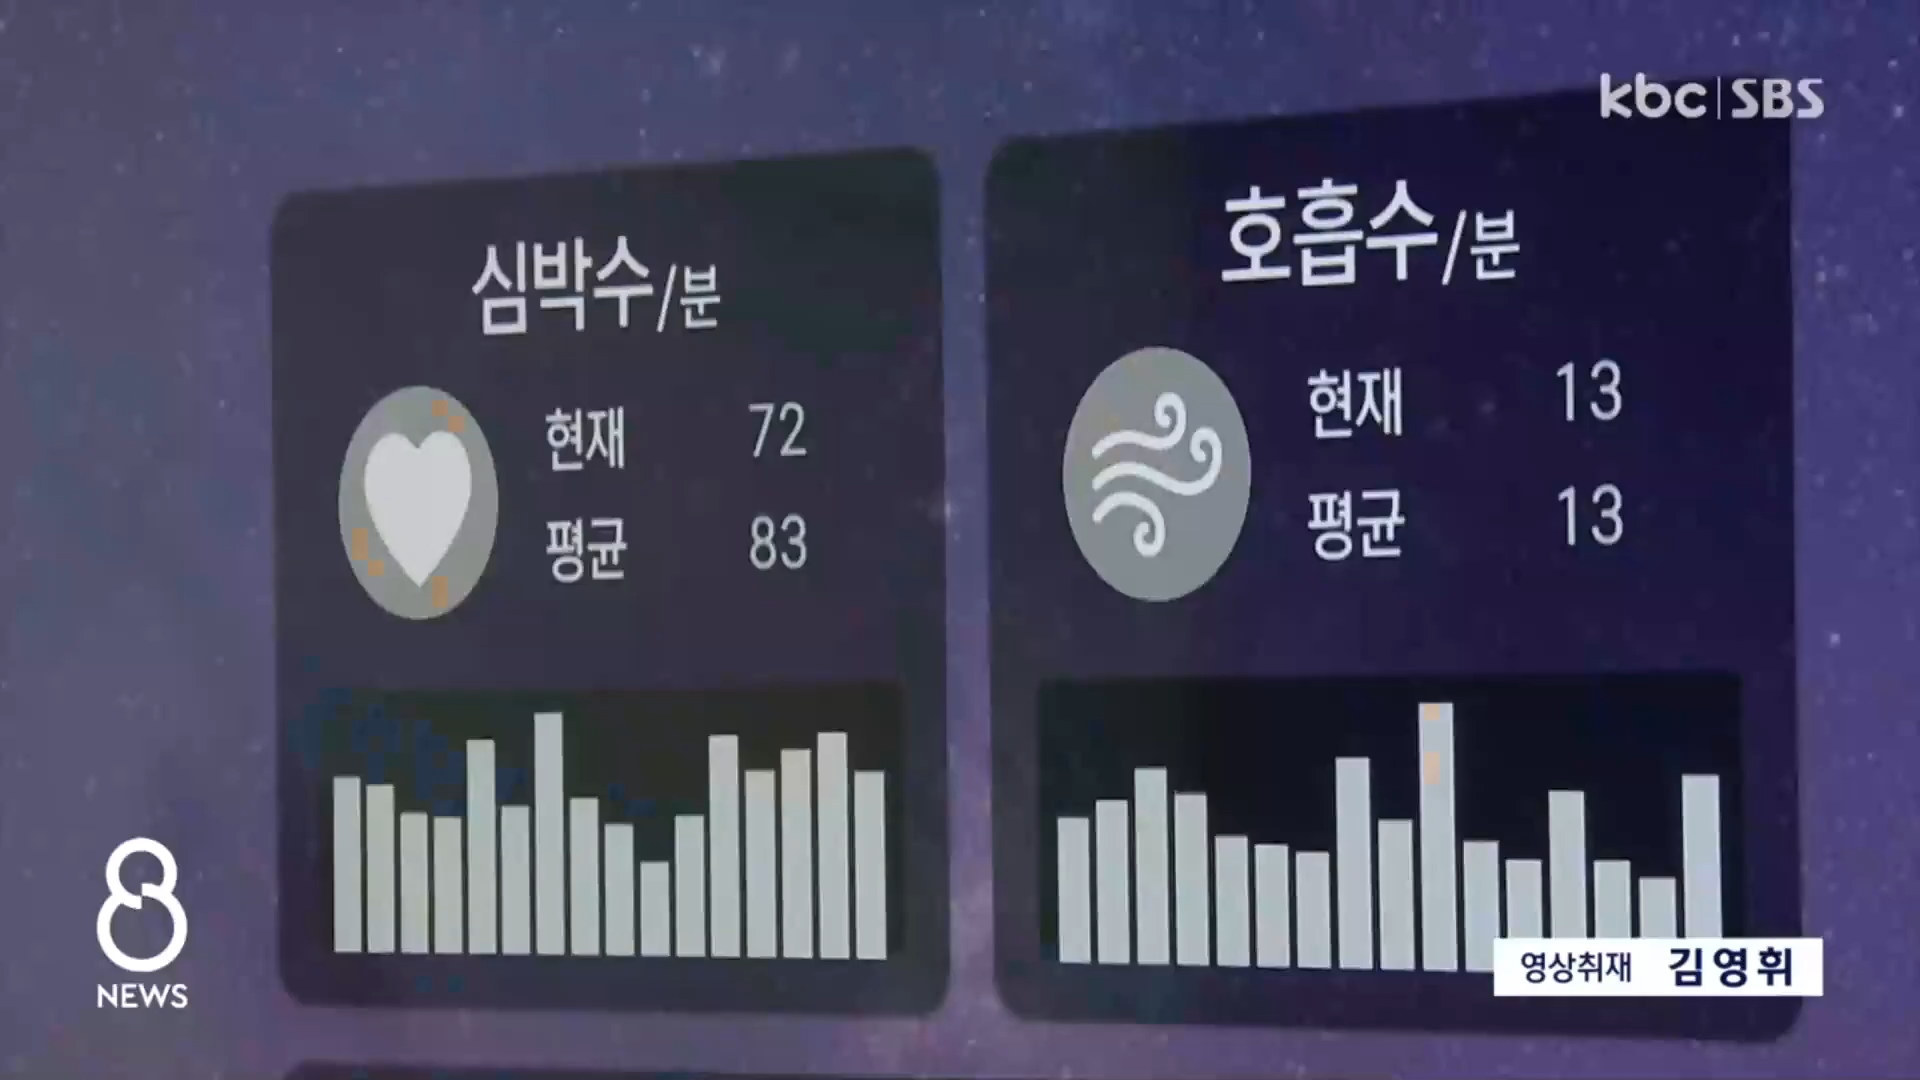 kbc | SBS
심박수/분
현재 72
평균 83
호흡수/분
현재 13
평균 13
영상취재 김영휘
8
NEWS